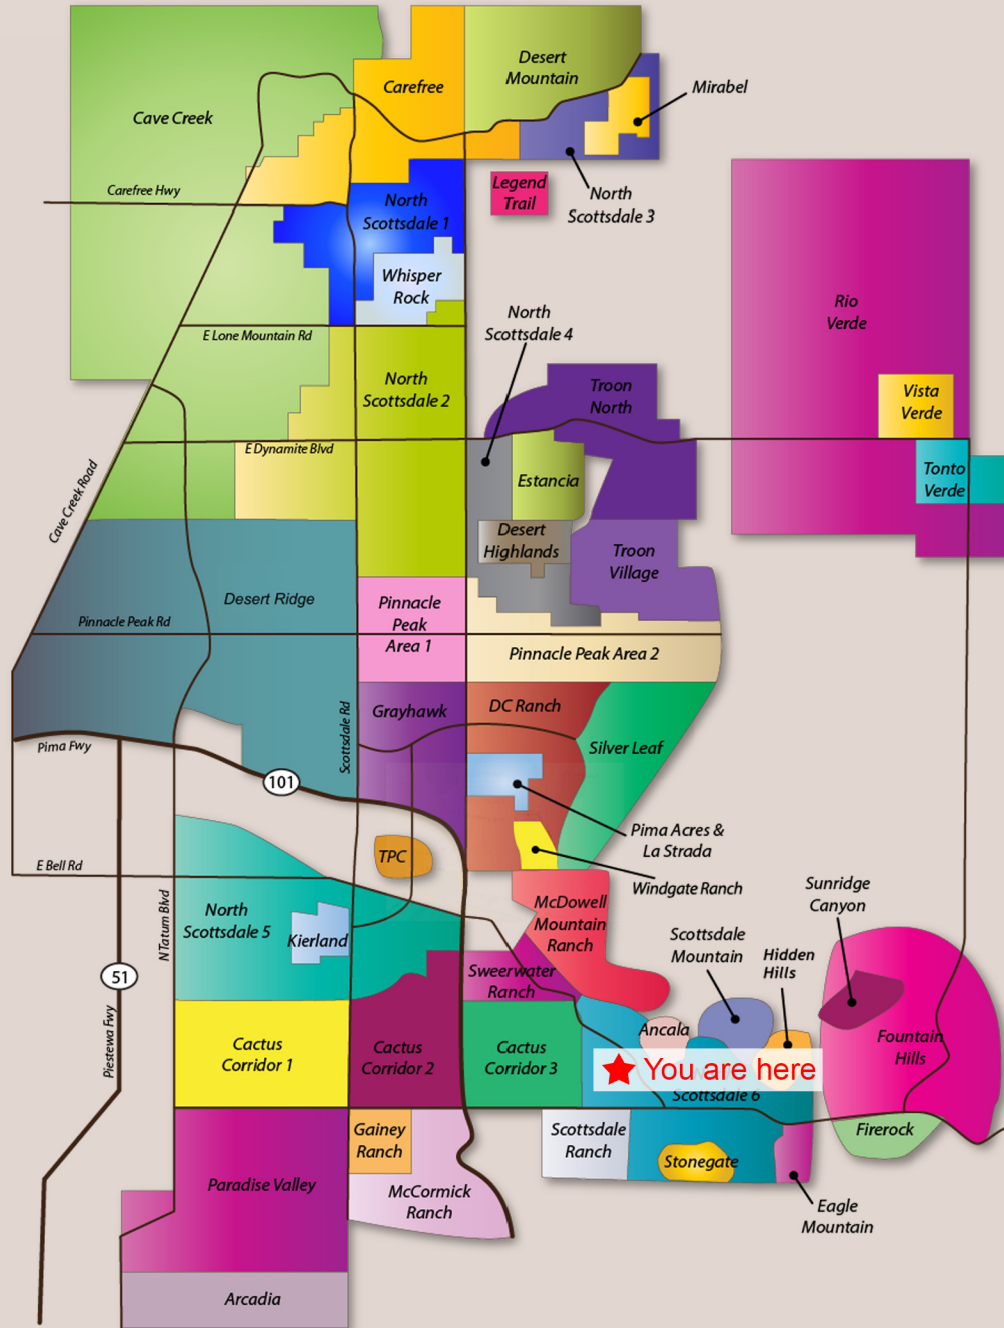 Desert
Mountain
Carefree
Mirabel
Cave Creek
Carefree Hwy
Legend
Trail
North
Scottsdale 3
North
Scottsdale 1
Whisper
Rock
Rio
Verde
North
Scottsdale 4
E Lone Mountain Rd
North
Scottsdale 2
Troon
North
Vista
Verde
E Dynamite Blvd
Estancia
Tonto
Verde
Cave Creek Road
Desert
Highlands
Troon
Village
Desert Ridge
Pinnacle Peak Rd
Pinnacle
Peak
Area 1
Pinnacle Peak Area 2
Scottsdale Rd
Grayhawk
DC Ranch
Silver Leaf
Pima Fwy
101
Pima Acres &
La Strada
TPC
E Bell Rd
Windgate Ranch
Sunridge
Canyon
N Tatum Blvd
North
Scottsdale 5
Kierland
McDowell
Mountain
Ranch
Scottsdale
Mountain
Hidden
Hills
51
Sweerwater
Ranch
Piestewa Fwy
Cactus
Corridor 1
Cactus
Corridor 2
Cactus
Corridor 3
Ancala
Fountain
Hills
You are here
Scottsdale 6
Gainey
Ranch
Scottsdale
Ranch
Stonegate
Firerock
Paradise Valley
McCormick
Ranch
Eagle
Mountain
Arcadia